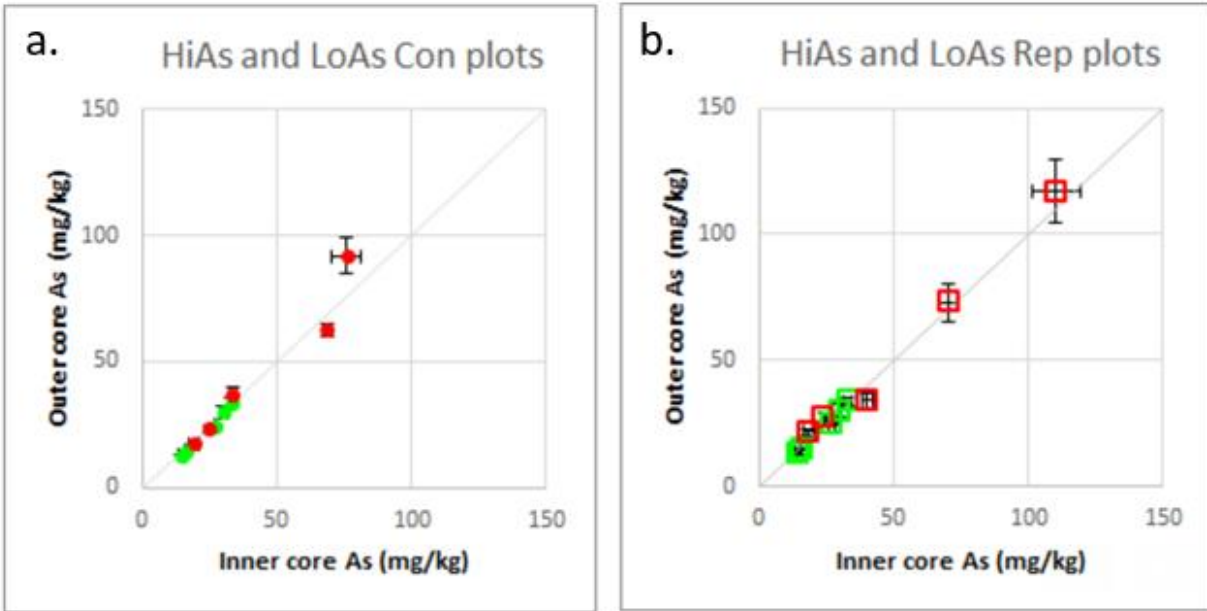 a.
HiAs and LoAs Con plots
150
100
50
0
0 50 100 150
Outer core As (mg/kg)
Inner core As (mg/kg)
b.
HiAs and LoAs Rep plots
150
100
50
0
0 50 100 150
Outer core As (mg/kg)
Inner core As (mg/kg)